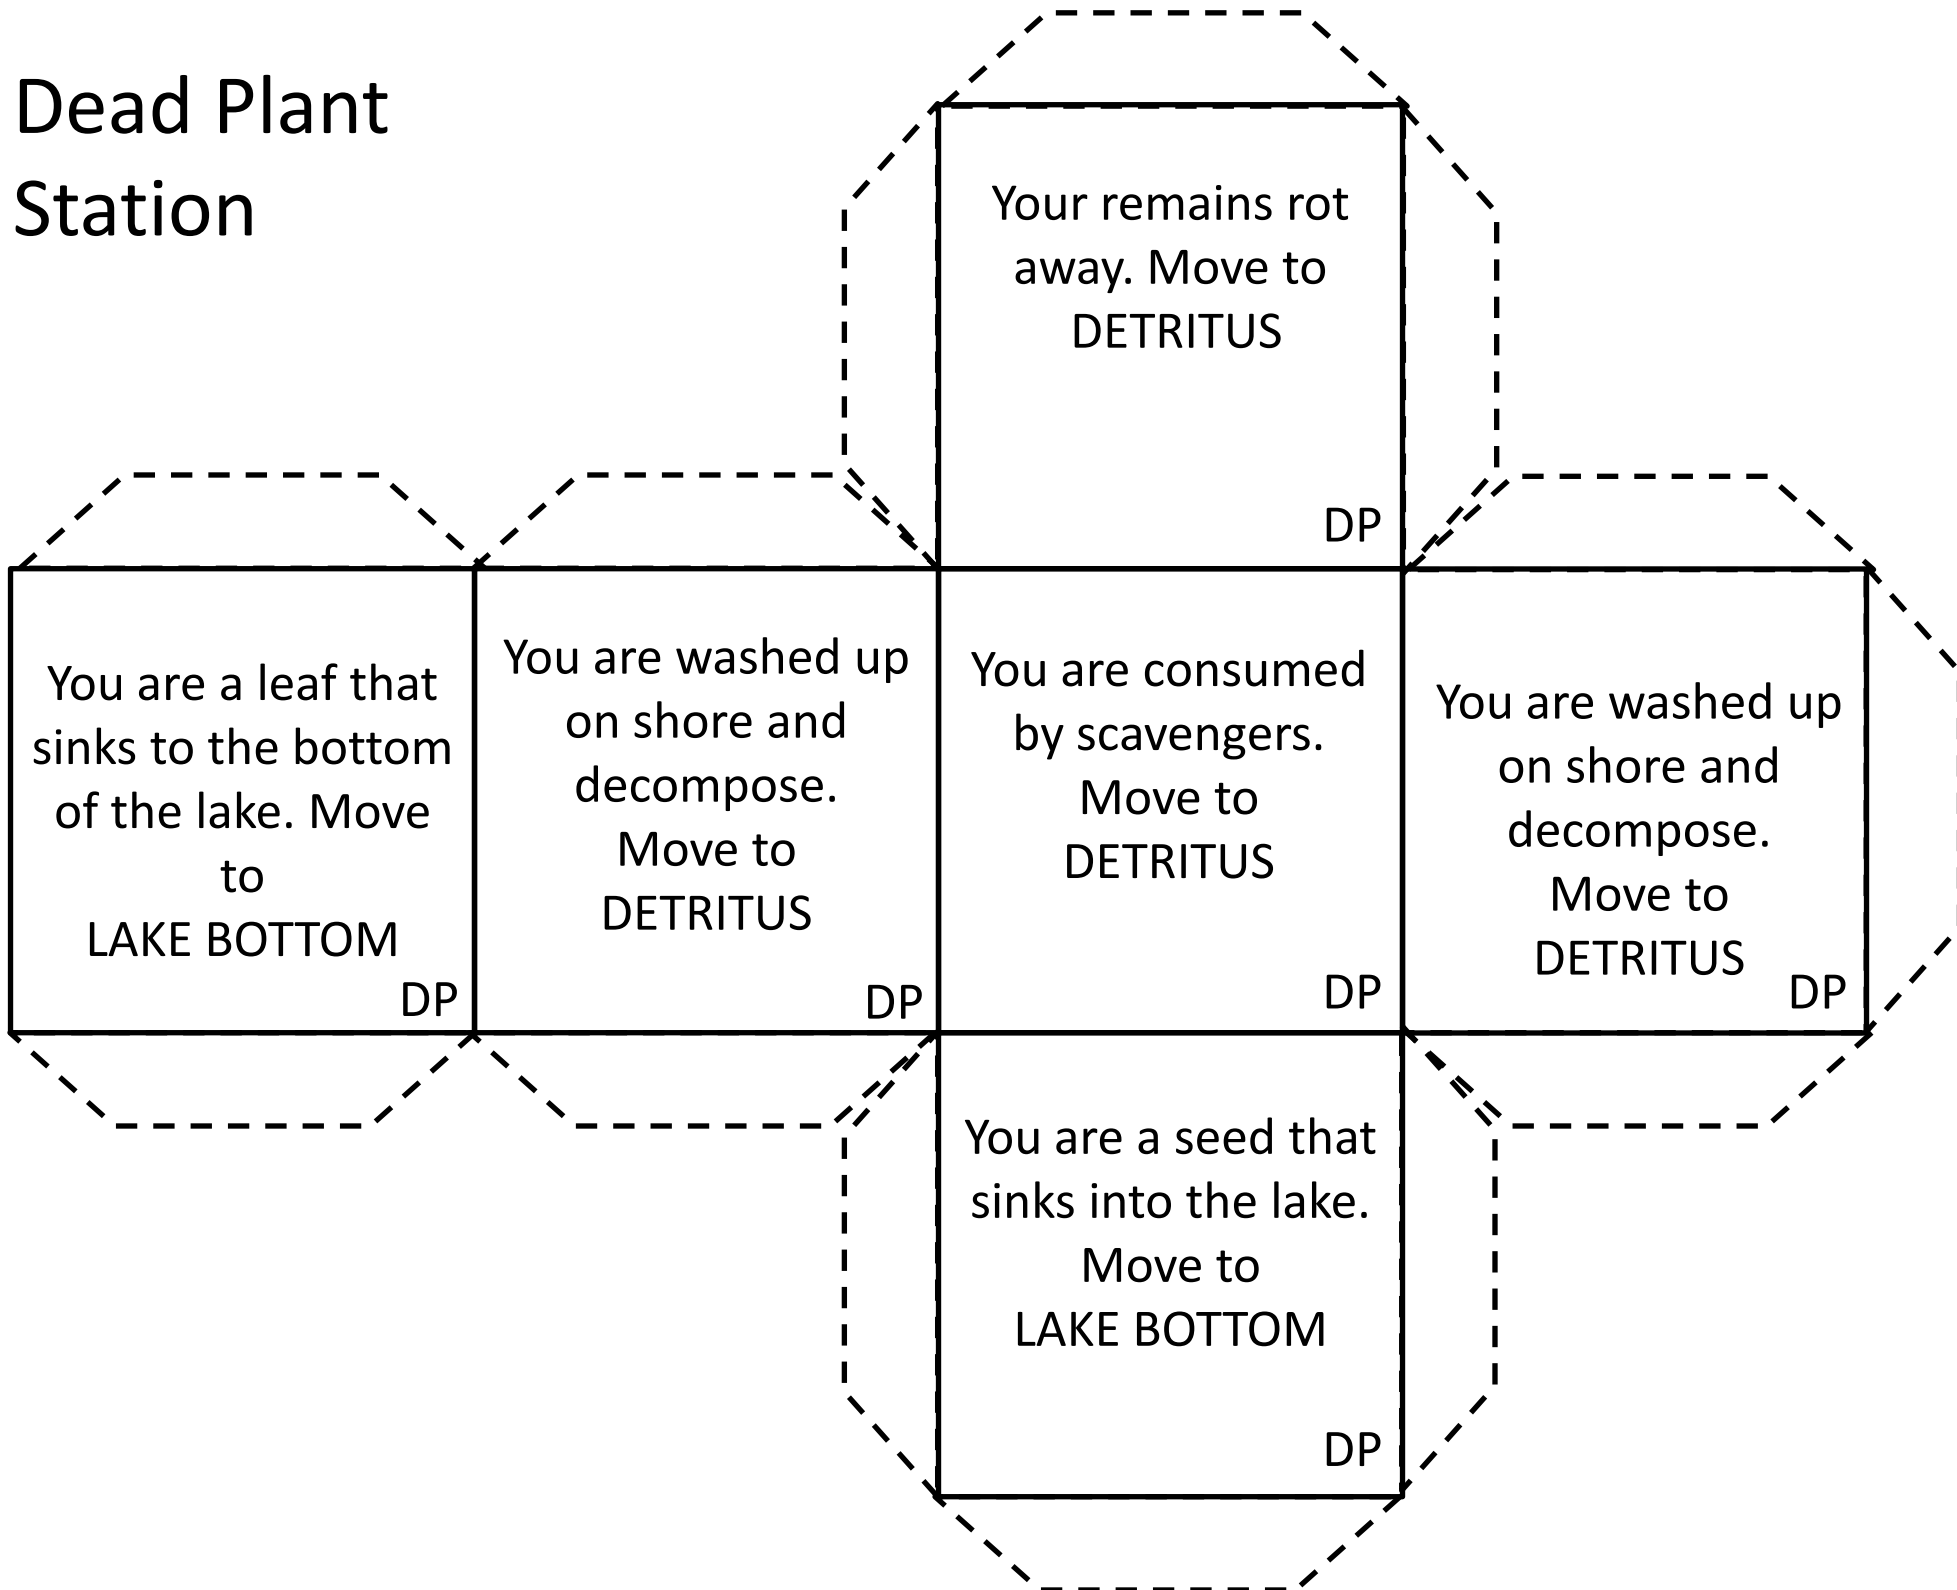 Dead Plant
Station
Your remains rot
away. Move to
DETRITUS
DP
You are a leaf that
sinks to the bottom
of the lake. Move
to
LAKE BOTTOM
DP
You are washed up
on shore and
decompose.
Move to
DETRITUS
DP
You are consumed
by scavengers.
Move to
DETRITUS
DP
You are washed up
on shore and
decompose.
Move to
DETRITUS
DP
You are a seed that
sinks into the lake.
Move to
LAKE BOTTOM
DP